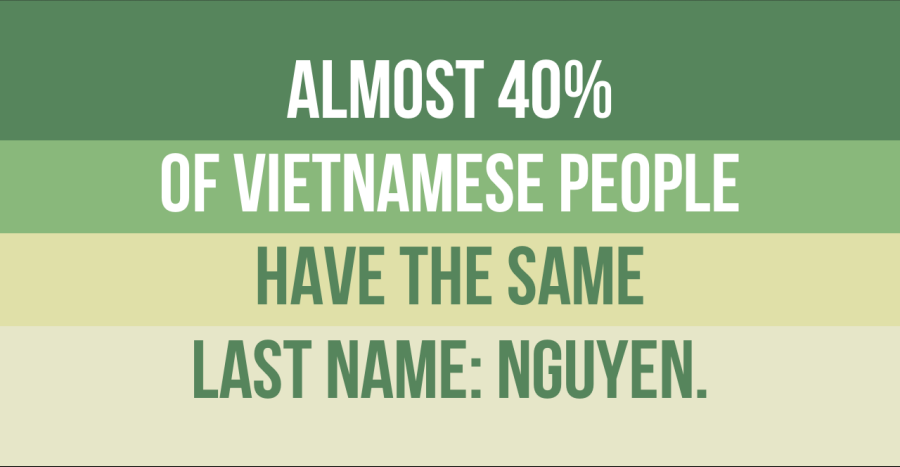 ALMOST 40%
OF VIETNAMESE PEOPLE
HAVE THE SAME
LAST NAME: NGUYEN.